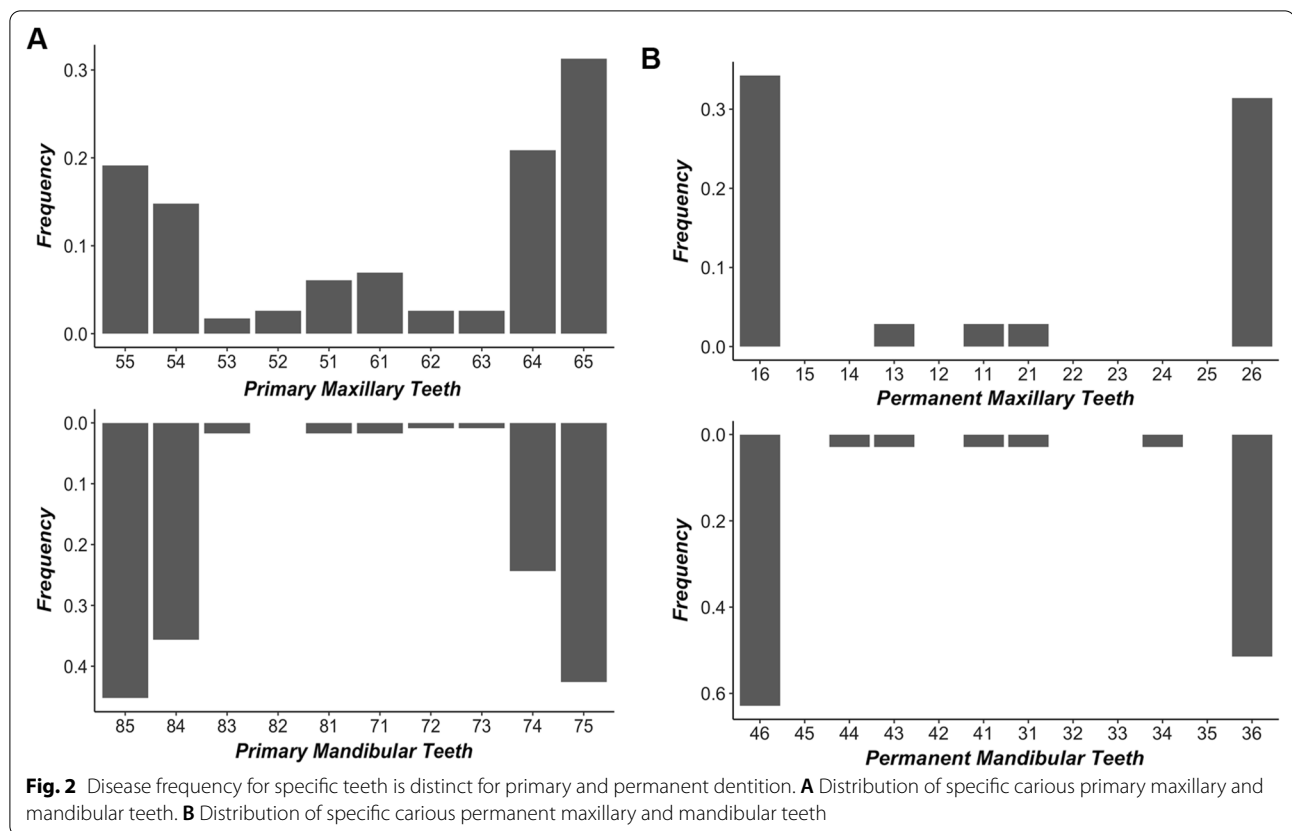 A
Frequency
0.3
0.2
0.1
0.0
55 54 53 52 51 61 62 63 64 65
Primary Maxillary Teeth
Frequency
0.0
0.1
0.2
0.3
0.4
85 84 83 82 81 71 72 73 74 75
Primary Mandibular Teeth
B
Frequency
0.3
0.2
0.1
0.0
16 15 14 13 12 11 21 22 23 24 25 26
Permanent Maxillary Teeth
Frequency
0.0
0.2
0.4
0.6
46 45 44 43 42 41 31 32 33 34 35 36
Permanent Mandibular Teeth
Fig. 2 Disease frequency for specific teeth is distinct for primary and permanent dentition. A Distribution of specific carious primary maxillary and
mandibular teeth. B Distribution of specific carious permanent maxillary and mandibular teeth